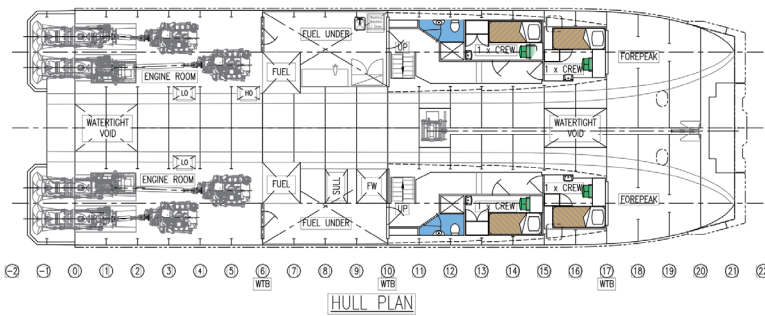 FUEL UNDER
UP
1 x CREW
FOREPEAK
FUEL
1 x CREW
ENGINE ROOM
LO
HO
WATERTIGHT
VOID
WATERTIGHT
VOID
LO
ENGINE ROOM
FUEL
SULL
FW
1 x CREW
FOREPEAK
UP
1 x CREW
FUEL UNDER
-2 -1 0 1 2 3 4 5 6 7 8 9 10 11 12 13 14 15 16 17 18 19 20 21 22
WTB WTB WTB
HULL PLAN